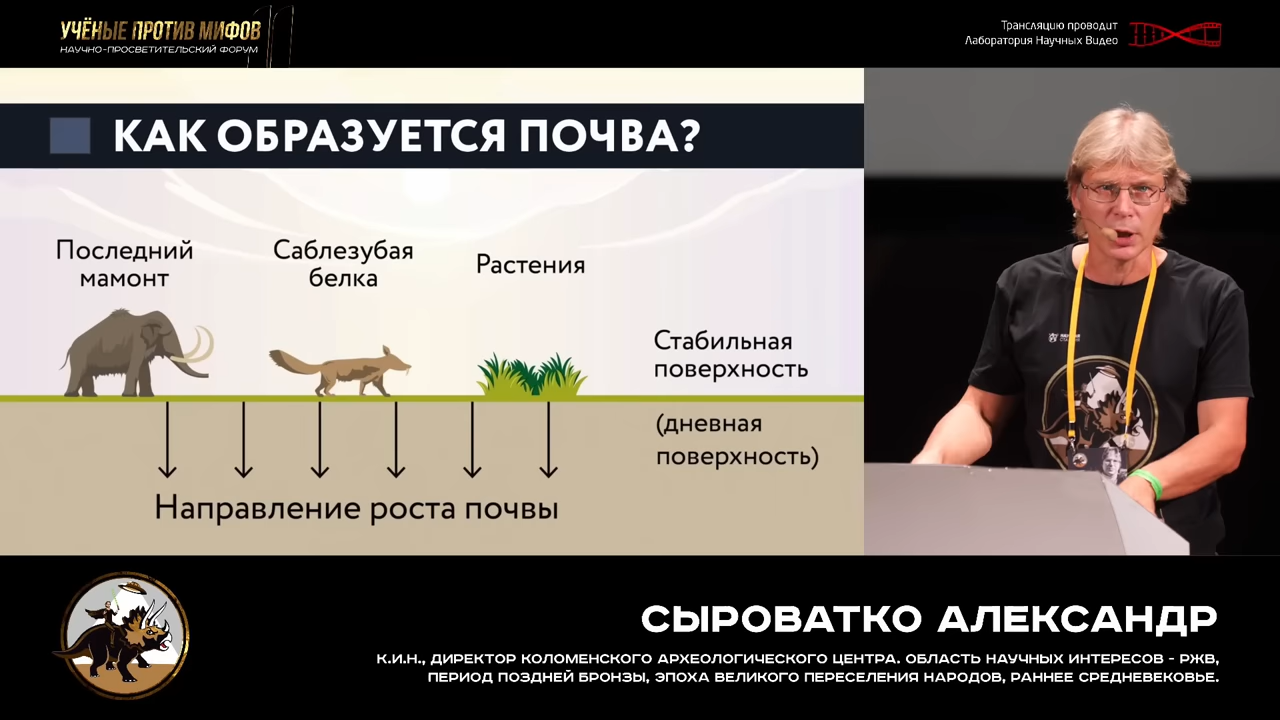 УЧЁНЫЕ ПРОТИВ МИФОВ
НАУЧНО-ПРОСВЕТИТЕЛЬСКИЙ ФОРУМ
11
Трансляцию проводит
Лаборатория Научных Видео
КАК ОБРАЗУЕТСЯ ПОЧВА?
Последний
мамонт
Саблезубая
белка
Растения
Стабильная
поверхность
(дневная
поверхность)
Направление роста почвы
СЫРОВАТКО АЛЕКСАНДР
К.И.Н., ДИРЕКТОР КОЛОМЕНСКОГО АРХЕОЛОГИЧЕСКОГО ЦЕНТРА. ОБЛАСТЬ НАУЧНЫХ ИНТЕРЕСОВ - РЖВ,
ПЕРИОД ПОЗДНЕЙ БРОНЗЫ, ЭПОХА ВЕЛИКОГО ПЕРЕСЕЛЕНИЯ НАРОДОВ, РАННЕЕ СРЕДНЕВЕКОВЬЕ.